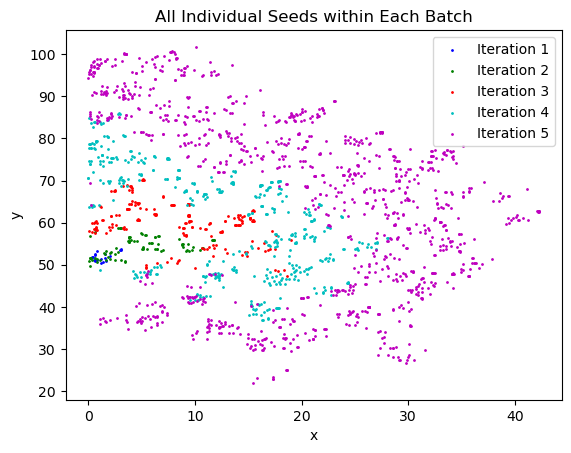 All Individual Seeds within Each Batch
Iteration 1
Iteration 2
Iteration 3
Iteration 4
Iteration 5
100
90
80
70
60
50
40
30
20
y
0
10
20
30
40
x